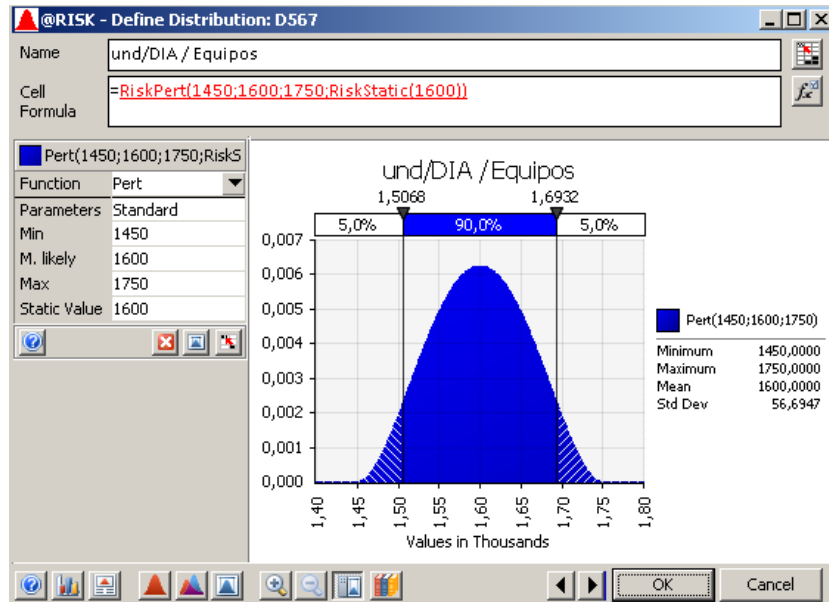 @RISK - Define Distribution: D567
Name
und/DIA / Equipos
Cell
Formula
=RiskPert(1450;1600;1750;RiskStatic(1600))
Pert(1450;1600;1750;RiskS
Function Pert
Parameters Standard
Min 1450
M. likely 1600
Max 1750
Static Value 1600
und/DIA / Equipos
1,5068 1,6932
5,0% 90,0% 5,0%
0,007
0,006
0,005
0,004
0,003
0,002
0,001
0,000
1,40 1,45 1,50 1,55 1,60 1,65 1,70 1,75 1,80
Values in Thousands
Pert(1450;1600;1750)
Minimum 1450,0000
Maximum 1750,0000
Mean 1600,0000
Std Dev 56,6947
OK Cancel